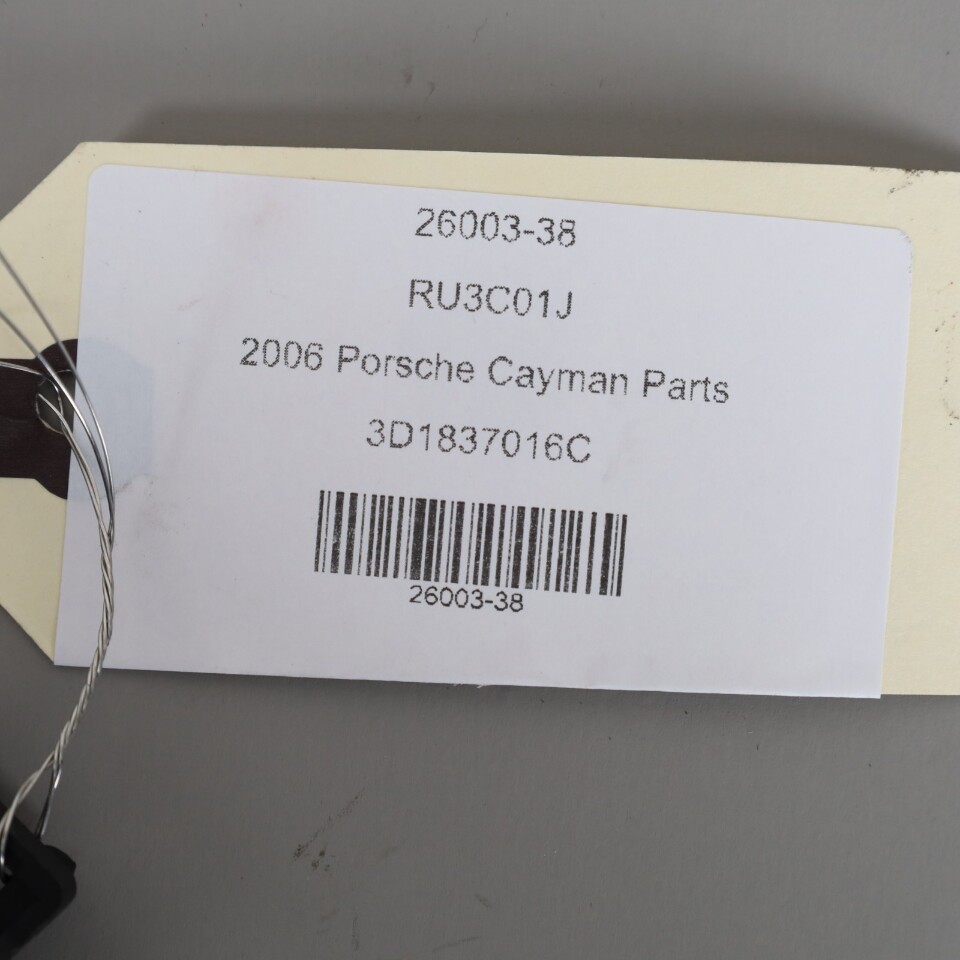 26003-38
RU3C01J
2006 Porsche Cayman Parts
3D1837016C
26003-38